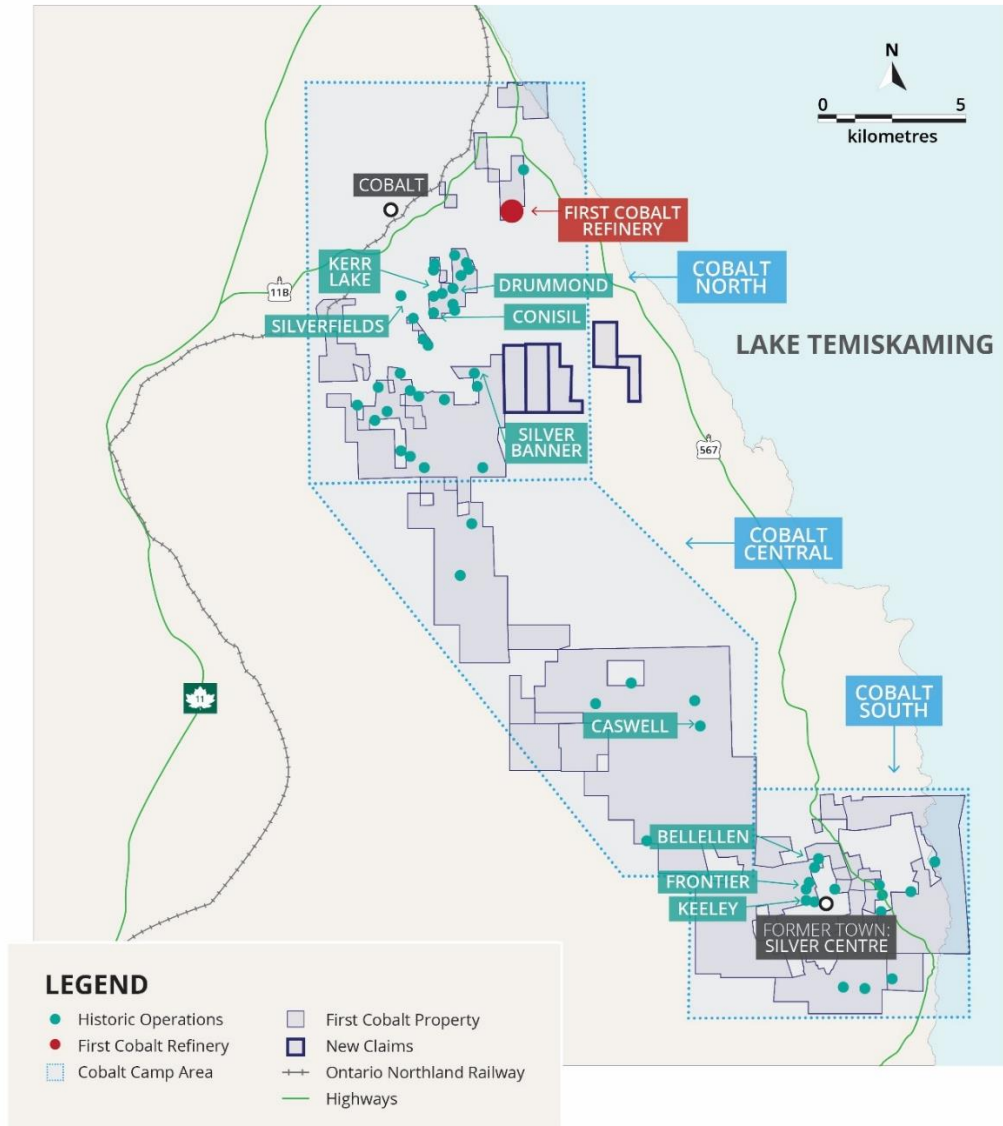 N
0 5
kilometres
COBALT
FIRST COBALT
REFINERY
COBALT
NORTH
KERR
LAKE
DRUMMOND
11B
SILVERFIELDS
CONISIL
LAKE TEMISKAMING
SILVER
BANNER
567
COBALT
CENTRAL
11
COBALT
SOUTH
CASWELL
BELLELLEN
FRONTIER
KEELEY
FORMER TOWN:
SILVER CENTRE
LEGEND
Historic Operations
First Cobalt Refinery
Cobalt Camp Area
First Cobalt Property
New Claims
Ontario Northland Railway
Highways